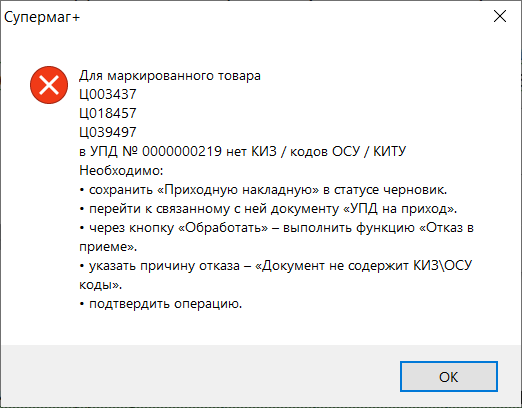 Супермаг+
Для маркированного товара
Ц003437
Ц018457
Ц039497
в УПД № 0000000219 нет КИЗ / кодов ОСУ / КИТУ
Необходимо:
• сохранить «Приходную накладную» в статусе черновик.
• перейти к связанному с ней документу «УПД на приход».
• через кнопку «Обработать» – выполнить функцию «Отказ в
приеме».
• указать причину отказа – «Документ не содержит КИЗ\ОСУ
коды».
• подтвердить операцию.
OK